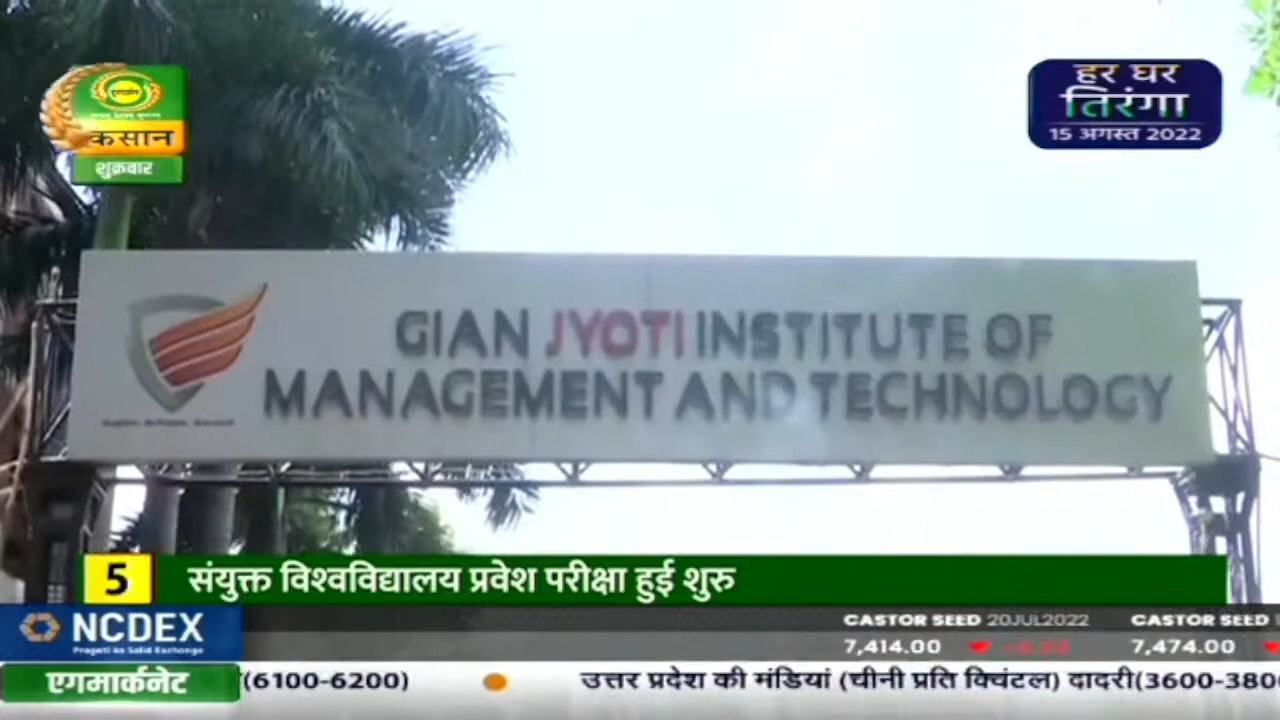 किसान
शुक्रवार
हर घर
तिरंगा
15 अगस्त 2022
GIAN JYOTI INSTITUTE OF
MANAGEMENT AND TECHNOLOGY
5 संयुक्त विश्वविद्यालय प्रवेश परीक्षा हुई शुरु
NCDEX
CASTOR SEED 20JUL2022 CASTOR SEED
7,414.00 7,474.00
एगमार्कनेट (6100-6200) उत्तर प्रदेश की मंडियां (चीनी प्रति क्विंटल) दादरी(3600-380